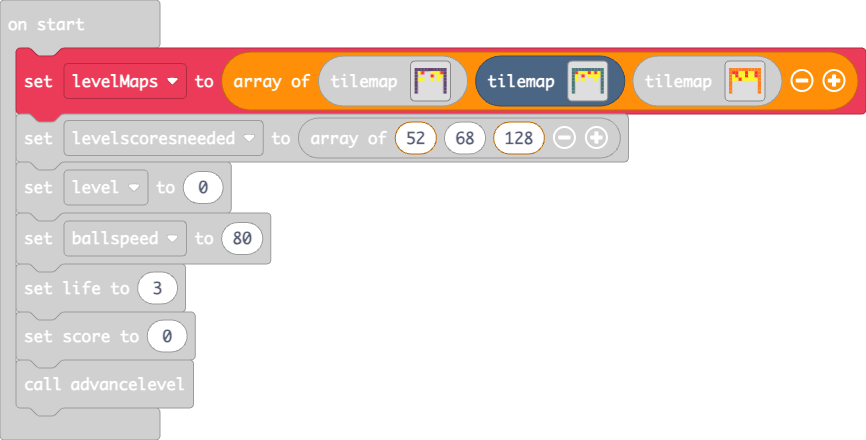 on start
set levelMaps to array of tilemap tilemap tilemap
set levelscoresneeded to array of 52 68 128
set level to 0
set ballspeed to 80
set life to 3
set score to 0
call advancelevel